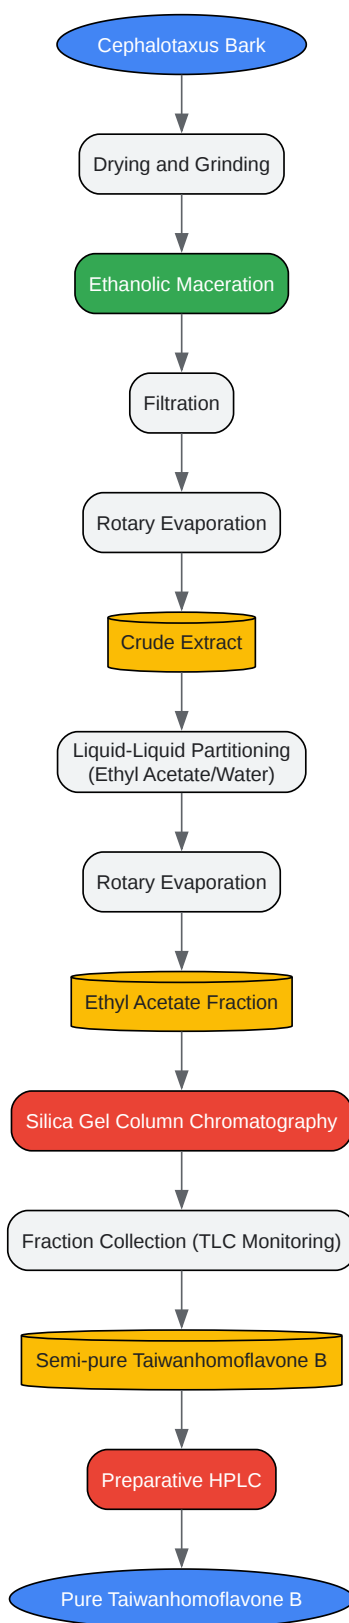 Cephalotaxus Bark
Drying and Grinding
Ethanolic Maceration
Filtration
Rotary Evaporation
Crude Extract
Liquid-Liquid Partitioning
(Ethyl Acetate/Water)
Rotary Evaporation
Ethyl Acetate Fraction
Silica Gel Column Chromatography
Fraction Collection (TLC Monitoring)
Semi-pure Taiwanhomoflavone B
Preparative HPLC
Pure Taiwanhomoflavone B